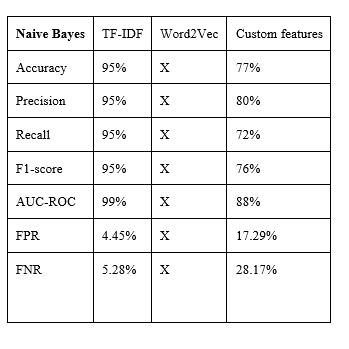 Naive Bayes TF-IDF Word2Vec Custom features
Accuracy 95% X 77%
Precision 95% X 80%
Recall 95% X 72%
F1-score 95% X 76%
AUC-ROC 99% X 88%
FPR 4.45% X 17.29%
FNR 5.28% X 28.17%